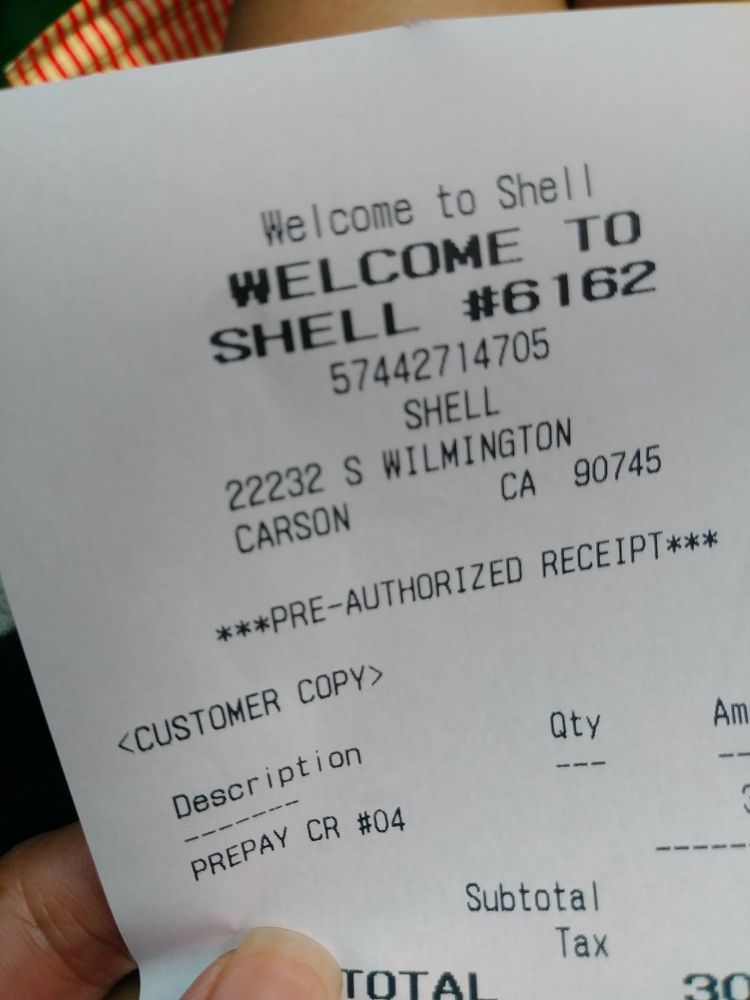 Welcome to Shell
WELCOME TO
SHELL #6162
57442714705
SHELL
22232 S WILMINGTON
CARSON CA 90745
***PRE-AUTHORIZED RECEIPT***
<CUSTOMER COPY>
Description Qty
------- ---
PREPAY CR #04
Subtotal
Tax
TOTAL 30